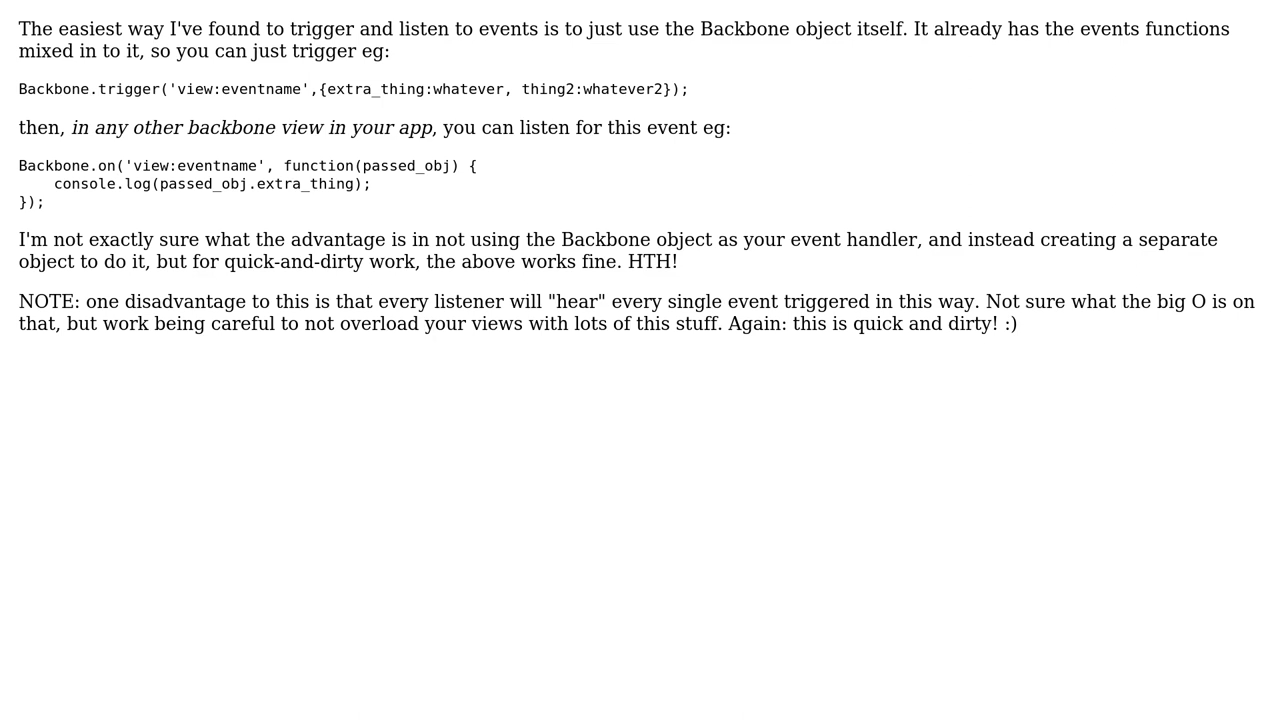 The easiest way I've found to trigger and listen to events is to just use the Backbone object itself. It already has the events functions
mixed in to it, so you can just trigger eg:
Backbone.trigger('view:eventname',{extra_thing:whatever, thing2:whatever2});
then, in any other backbone view in your app, you can listen for this event eg:
Backbone.on('view:eventname', function(passed_obj) {
    console.log(passed_obj.extra_thing);
});
I'm not exactly sure what the advantage is in not using the Backbone object as your event handler, and instead creating a separate
object to do it, but for quick-and-dirty work, the above works fine. HTH!
NOTE: one disadvantage to this is that every listener will "hear" every single event triggered in this way. Not sure what the big O is on
that, but work being careful to not overload your views with lots of this stuff. Again: this is quick and dirty! :)